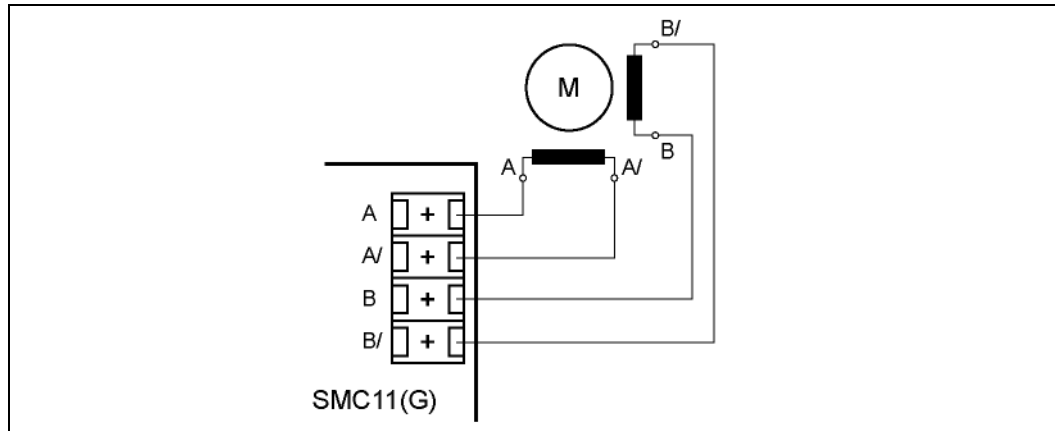 B/
M
B
A A/
A +
A/ +
B +
B/ +
SMC11(G)